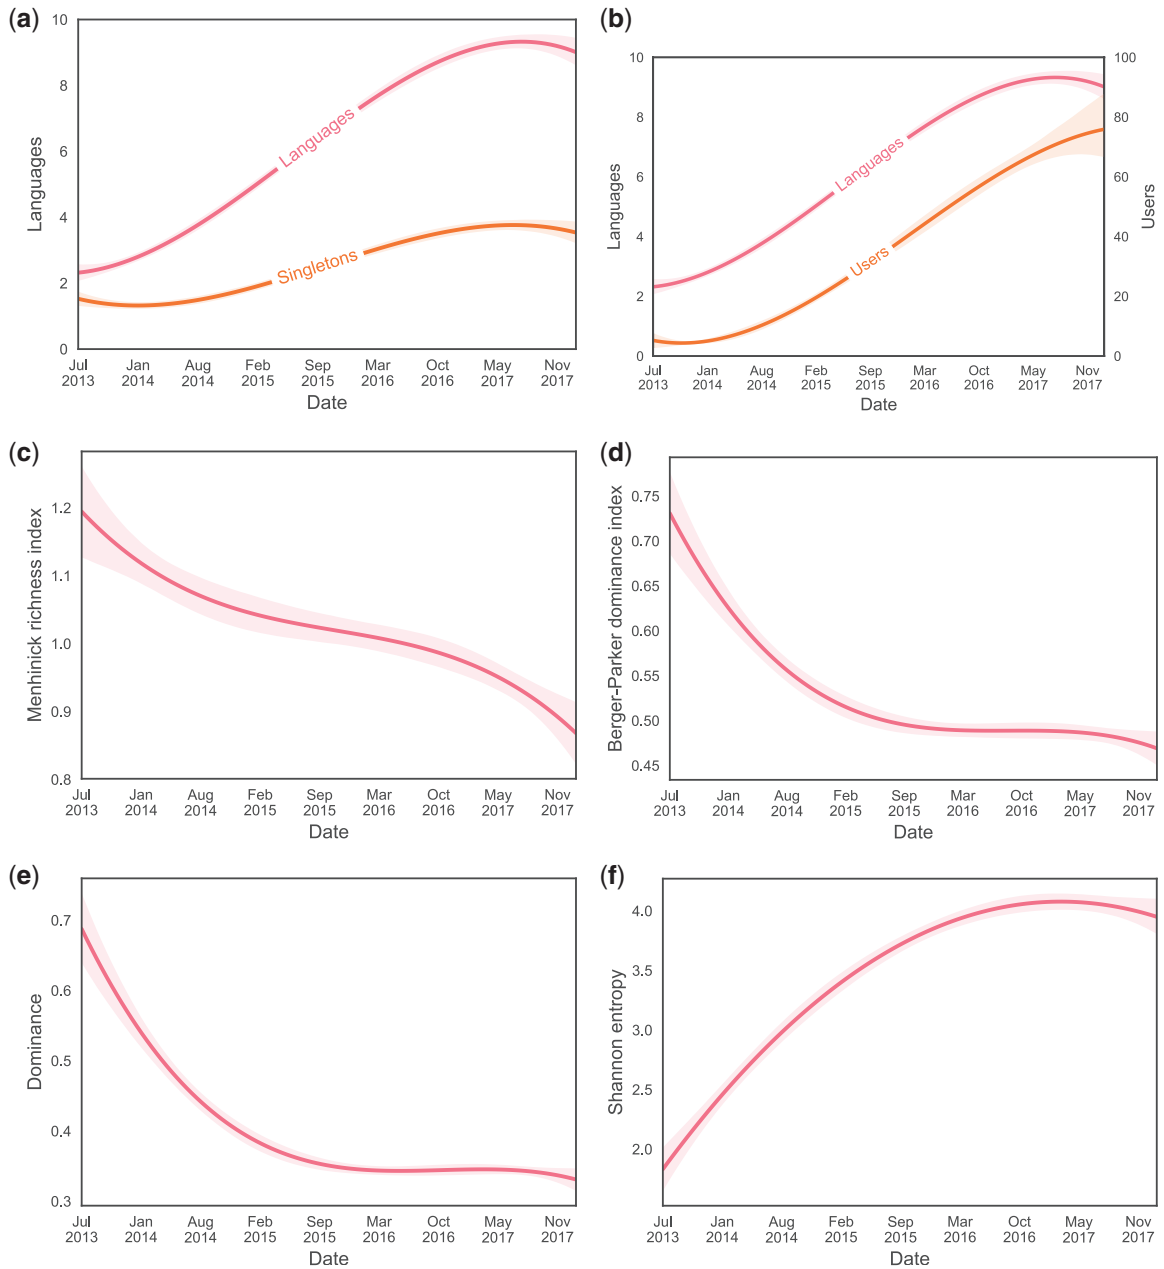 (a)
10
8
6
4
2
0
Languages
Languages
Singletons
Jul Jan Aug Feb Sep Mar Oct May Nov
2013 2014 2014 2015 2015 2016 2016 2017 2017
Date
(b)
10
8
6
4
2
0
Languages
100
80
60
40
20
0
Users
Languages
Users
Jul Jan Aug Feb Sep Mar Oct May Nov
2013 2014 2014 2015 2015 2016 2016 2017 2017
Date
(c)
1.2
1.1
1.0
0.9
0.8
Menhinick richness index
Jul Jan Aug Feb Sep Mar Oct May Nov
2013 2014 2014 2015 2015 2016 2016 2017 2017
Date
(d)
0.75
0.70
0.65
0.60
0.55
0.50
0.45
Berger-Parker dominance index
Jul Jan Aug Feb Sep Mar Oct May Nov
2013 2014 2014 2015 2015 2016 2016 2017 2017
Date
(e)
0.7
0.6
0.5
0.4
0.3
Dominance
Jul Jan Aug Feb Sep Mar Oct May Nov
2013 2014 2014 2015 2015 2016 2016 2017 2017
Date
(f)
4.0
3.5
3.0
2.5
2.0
Shannon entropy
Jul Jan Aug Feb Sep Mar Oct May Nov
2013 2014 2014 2015 2015 2016 2016 2017 2017
Date